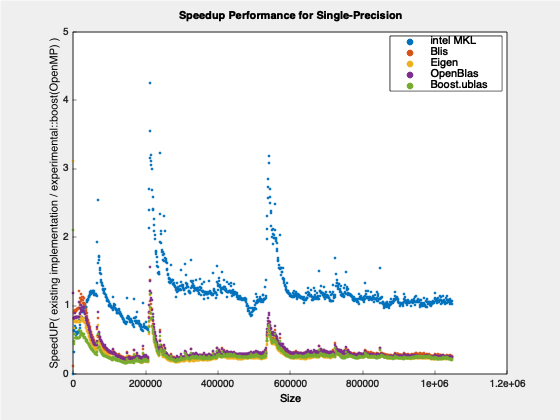 Speedup Performance for Single-Precision
SpeedUP( existing implementation / experimental::boost(OpenMP) )
5
4
3
2
1
0
intel MKL
Blis
Eigen
OpenBlas
Boost.ublas
0 200000 400000 600000 800000 1e+06 1.2e+06
Size